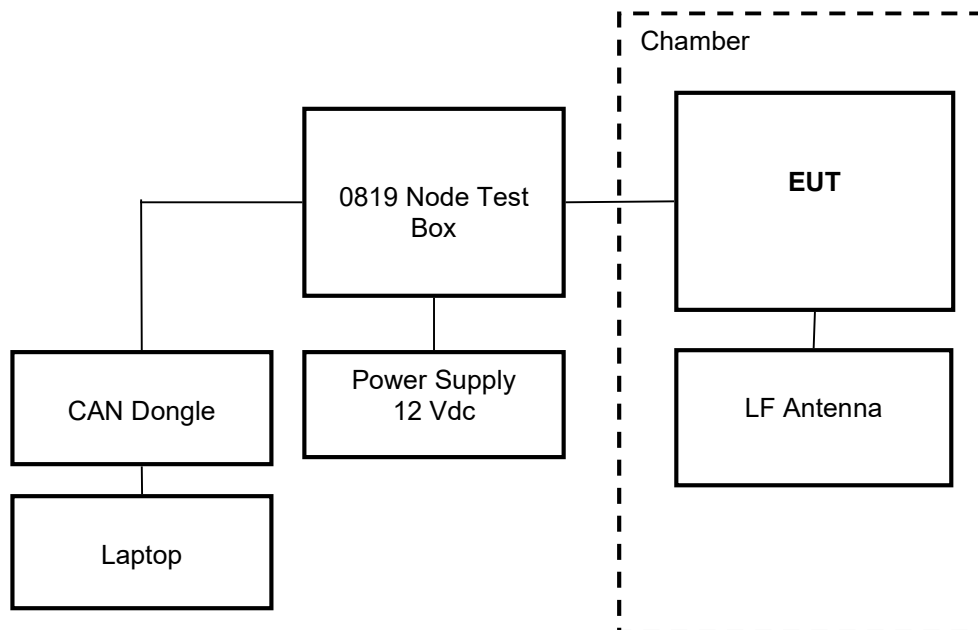 Chamber
EUT
0819 Node Test
Box
Power Supply
12 Vdc
CAN Dongle
LF Antenna
Laptop